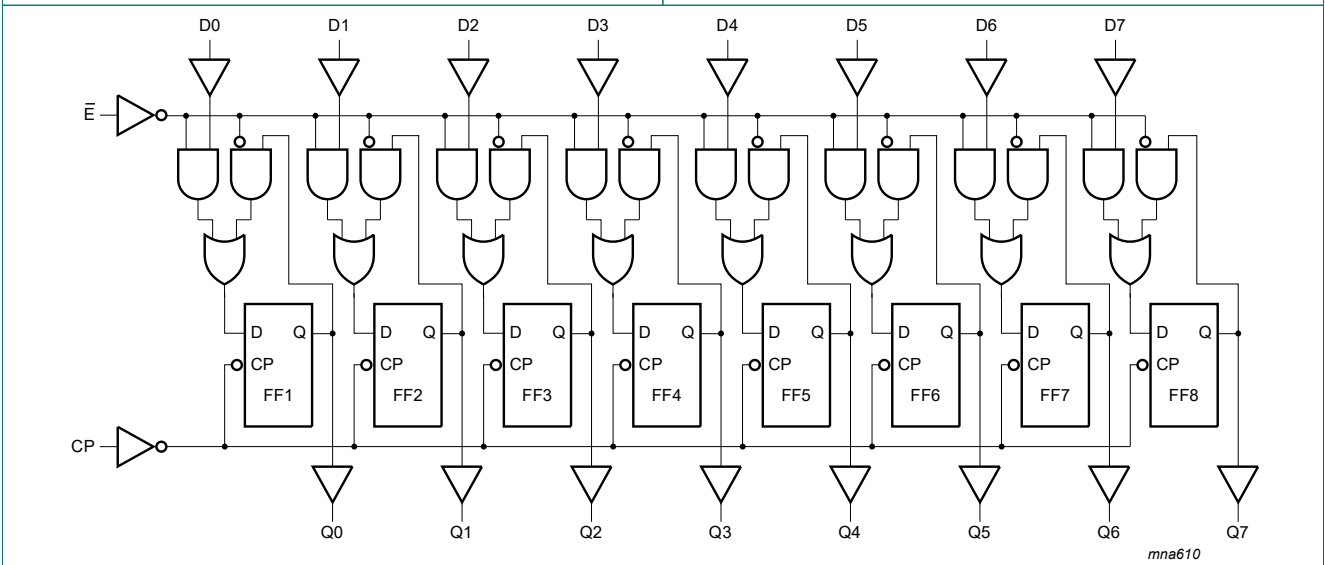 D0 D1 D2 D3 D4 D5 D6 D7
E̅
D Q D Q D Q D Q D Q D Q D Q D Q
CP CP CP CP CP CP CP CP
FF1 FF2 FF3 FF4 FF5 FF6 FF7 FF8
CP
Q0 Q1 Q2 Q3 Q4 Q5 Q6 Q7
mna610